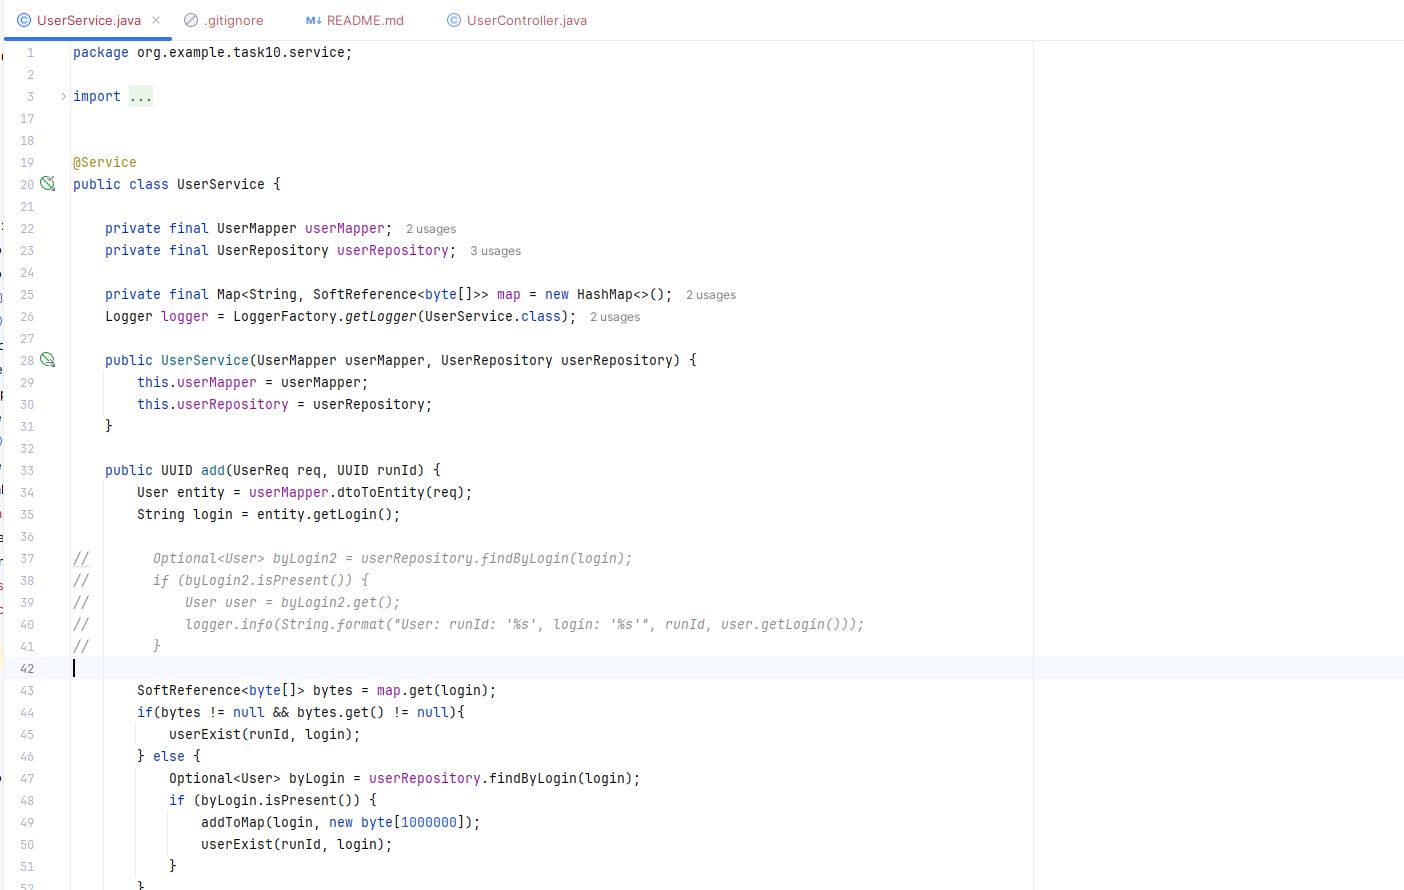 UserService.java
.gitignore
M↓ README.md
UserController.java
1 package org.example.task10.service;
2
3 import ...
17
18
19 @Service
20 public class UserService {
21
22 private final UserMapper userMapper; 2 usages
23 private final UserRepository userRepository; 3 usages
24
25 private final Map<String, SoftReference<byte[]>> map = new HashMap<>(); 2 usages
26 Logger logger = LoggerFactory.getLogger(UserService.class); 2 usages
27
28 public UserService(UserMapper userMapper, UserRepository userRepository) {
29 this.userMapper = userMapper;
30 this.userRepository = userRepository;
31 }
32
33 public UUID add(UserReq req, UUID runId) {
34 User entity = userMapper.dtoToEntity(req);
35 String login = entity.getLogin();
36
37 // Optional<User> byLogin2 = userRepository.findByLogin(login);
38 // if (byLogin2.isPresent()) {
39 // User user = byLogin2.get();
40 // logger.info(String.format("User: runId: '%s', login: '%s'", runId, user.getLogin()));
41 // }
42
43 SoftReference<byte[]> bytes = map.get(login);
44 if(bytes != null && bytes.get() != null){
45 userExist(runId, login);
46 } else {
47 Optional<User> byLogin = userRepository.findByLogin(login);
48 if (byLogin.isPresent()) {
49 addToMap(login, new byte[1000000]);
50 userExist(runId, login);
51 }
52 }